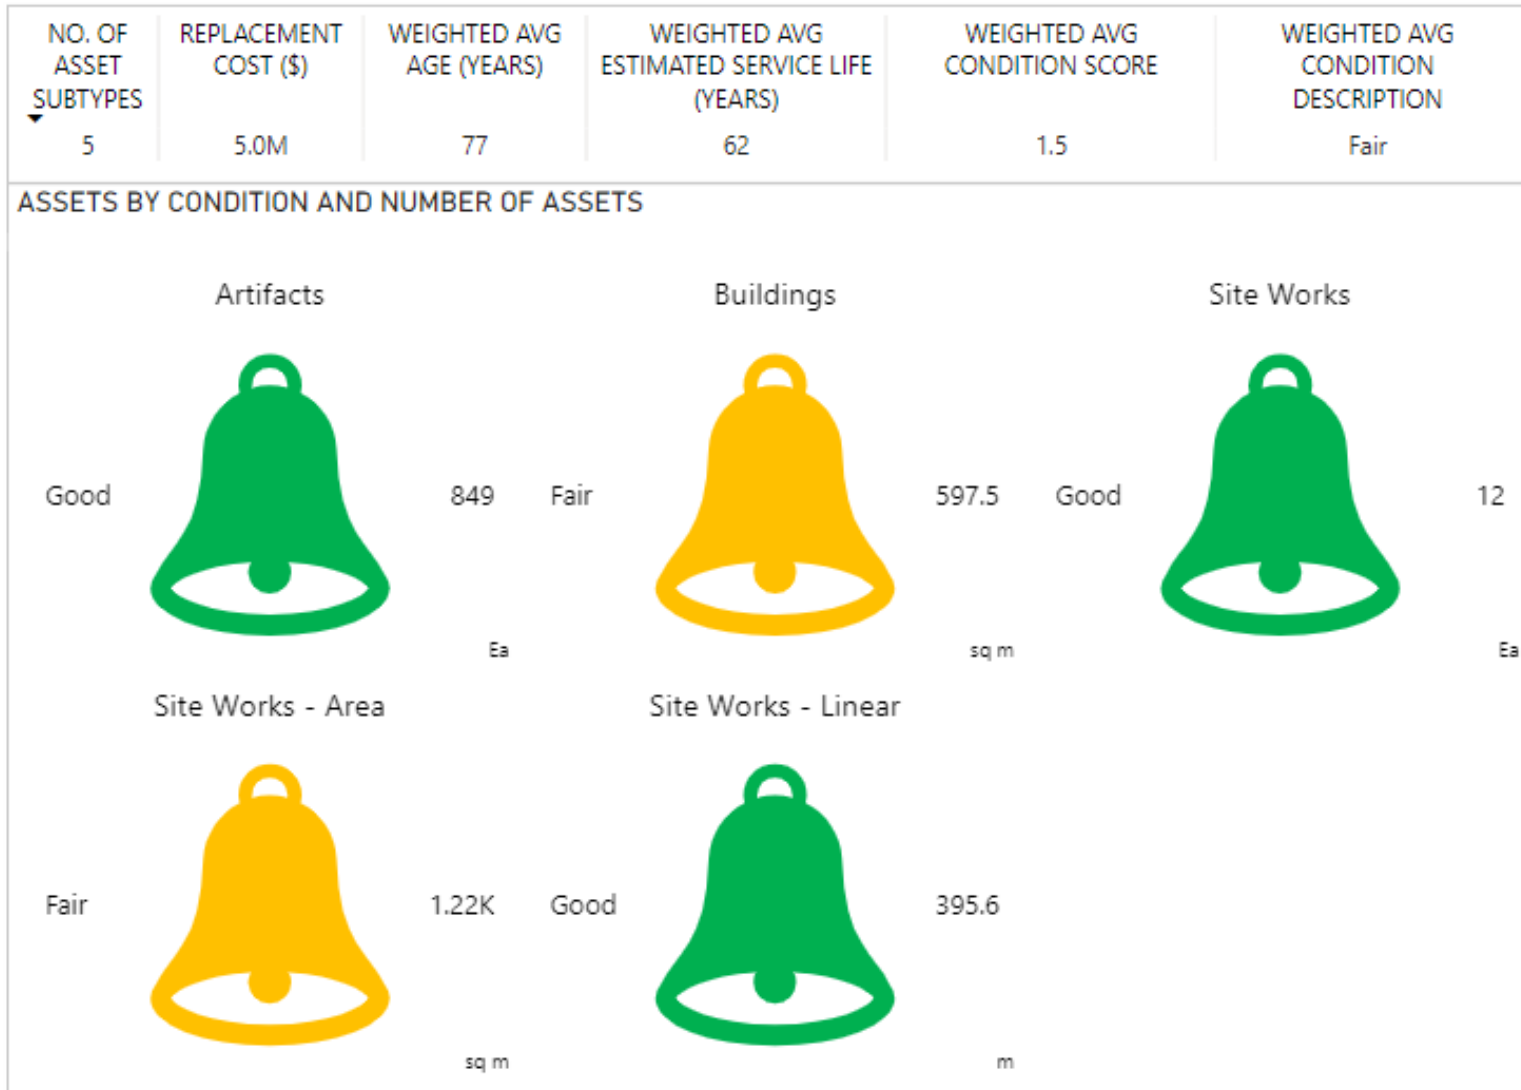 NO. OF ASSET SUBTYPES
REPLACEMENT COST ($)
WEIGHTED AVG AGE (YEARS)
WEIGHTED AVG ESTIMATED SERVICE LIFE (YEARS)
WEIGHTED AVG CONDITION SCORE
WEIGHTED AVG CONDITION DESCRIPTION
5 5.0M 77 62 1.5 Fair
ASSETS BY CONDITION AND NUMBER OF ASSETS
Artifacts
Good 849
Ea
Buildings
Fair 597.5
sq m
Site Works
Good 12
Ea
Site Works - Area
Fair 1.22K
sq m
Site Works - Linear
Good 395.6
m